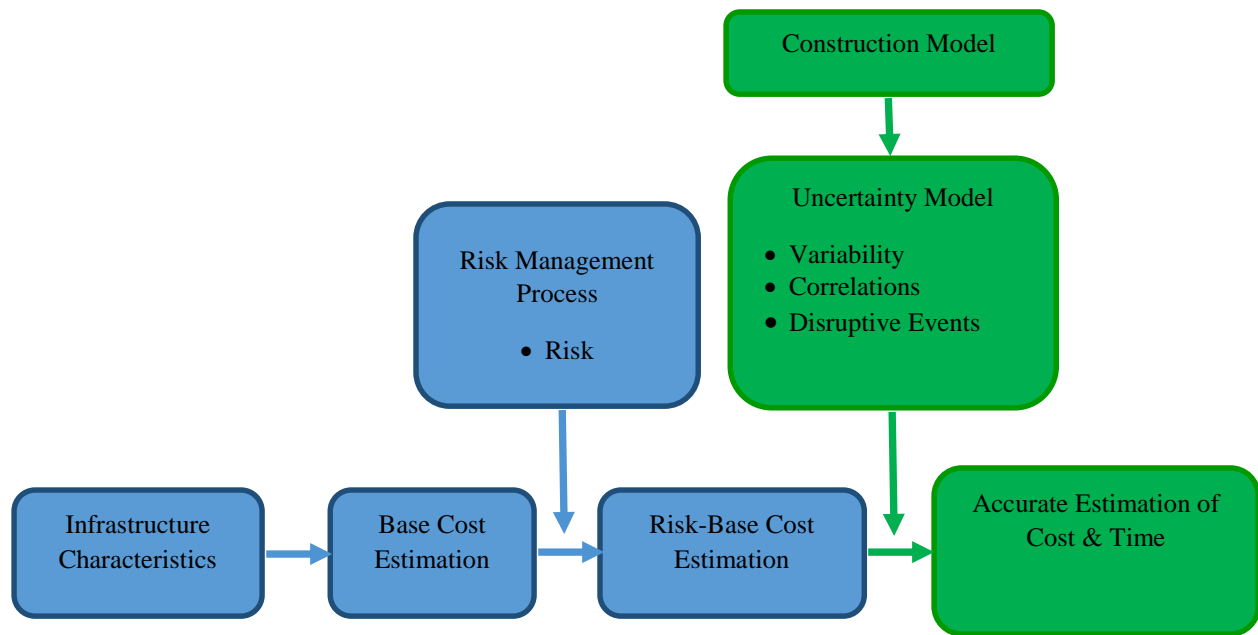 Construction Model
Uncertainty Model
• Variability
• Correlations
• Disruptive Events
Risk Management
Process
• Risk
Infrastructure
Characteristics
Base Cost
Estimation
Risk-Base Cost
Estimation
Accurate Estimation of
Cost & Time